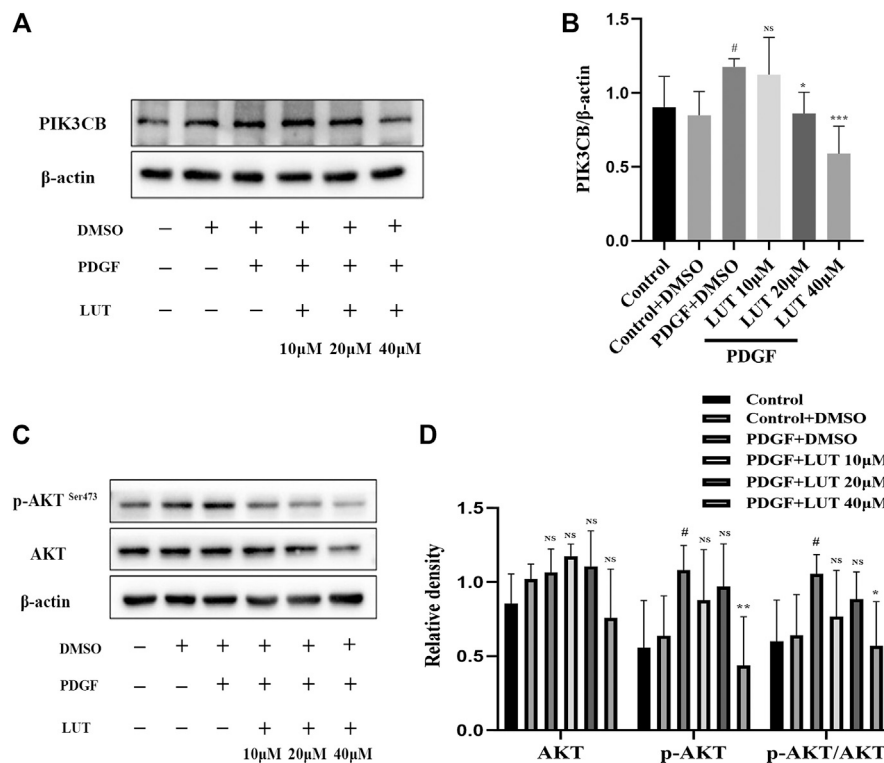 A
PIK3CB
β-actin
DMSO − + + + + +
PDGF − − + + + +
LUT − − − + + +
10μM 20μM 40μM
B
PIK3CB/β-actin
1.5
1.0
0.5
0.0
# NS * ***
Control
Control+DMSO
PDGF+DMSO
LUT 10μM
LUT 20μM
LUT 40μM
PDGF
C
p-AKT Ser473
AKT
β-actin
DMSO − + + + + +
PDGF − − + + + +
LUT − − − + + +
10μM 20μM 40μM
D
Control
Control+DMSO
PDGF+DMSO
PDGF+LUT 10μM
PDGF+LUT 20μM
PDGF+LUT 40μM
Relative density
1.5
1.0
0.5
0.0
NS NS NS NS # NS NS ** # NS NS *
AKT p-AKT p-AKT/AKT